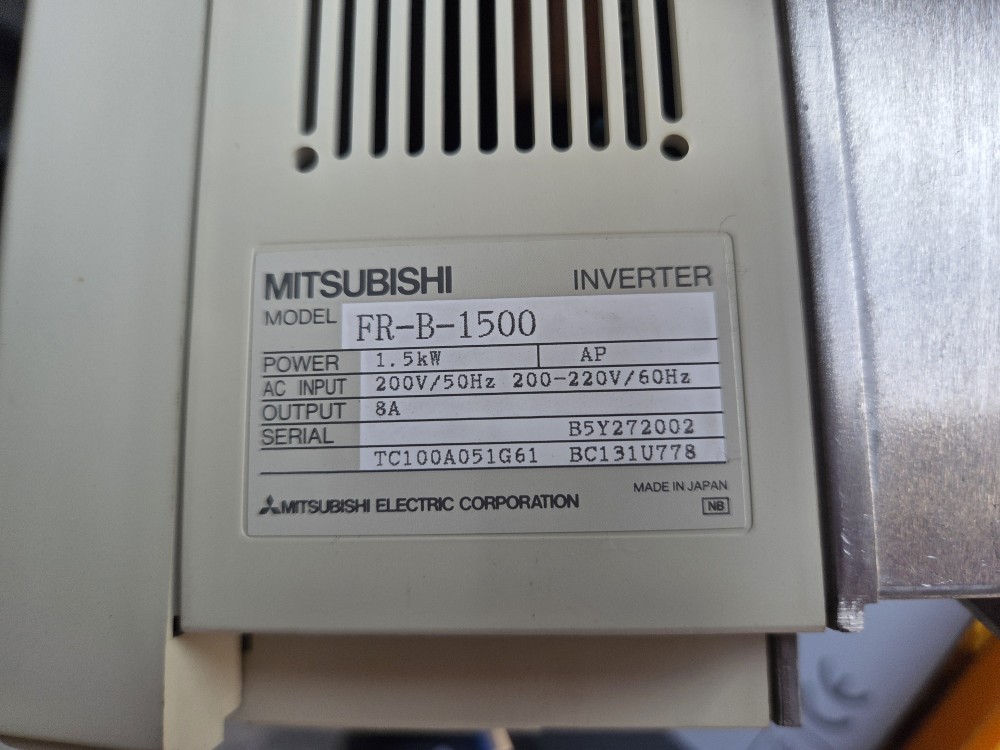 MITSUBISHI INVERTER
MODEL FR-B-1500
POWER 1.5kW AP
AC INPUT 200V/50Hz 200-220V/60Hz
OUTPUT 8A
SERIAL B5Y272002
TC100A051G61 BC131U778
MADE IN JAPAN
MITSUBISHI ELECTRIC CORPORATION NB